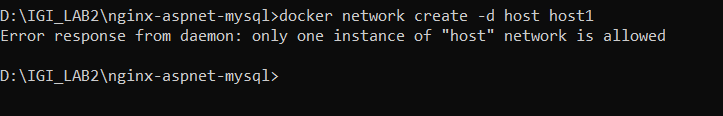 D:\IGI_LAB2\nginx-aspnet-mysql>docker network create -d host host1
Error response from daemon: only one instance of "host" network is allowed
D:\IGI_LAB2\nginx-aspnet-mysql>